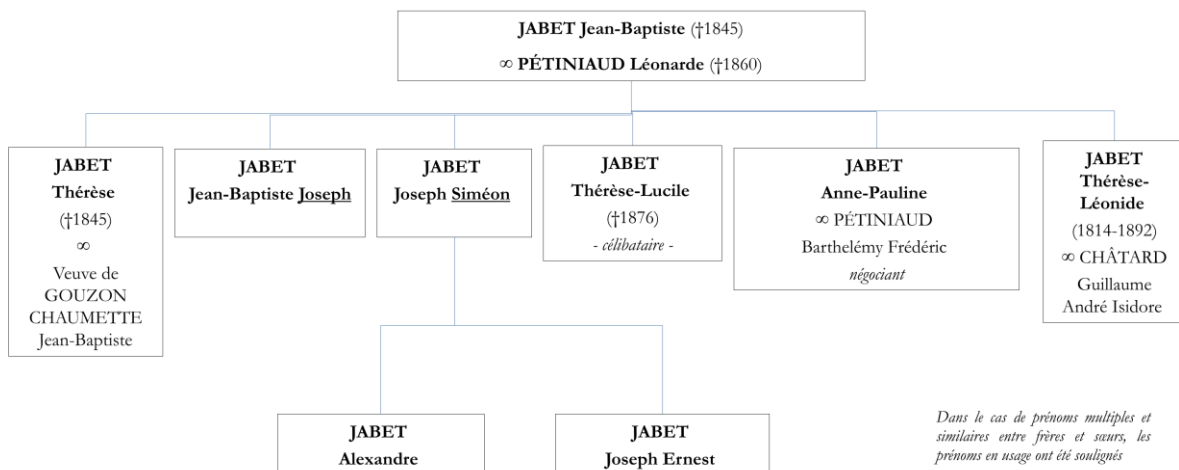 JABET Jean-Baptiste (†1845)
∞ PÉTINIAUD Léonarde (†1860)
JABET
Thérèse
(†1845)
∞
Veuve de
GOUZON
CHAUMETTE
Jean-Baptiste
JABET
Jean-Baptiste Joseph
JABET
Joseph Siméon
JABET
Thérèse-Lucile
(†1876)
- célibataire -
JABET
Anne-Pauline
∞ PÉTINIAUD
Barthelémy Frédéric
négociant
JABET
Thérèse-
Léonide
(1814-1892)
∞ CHÂTARD
Guillaume
André Isidore
JABET
Alexandre
JABET
Joseph Ernest
Dans le cas de prénoms multiples et
similaires entre frères et sœurs, les
prénoms en usage ont été soulignés